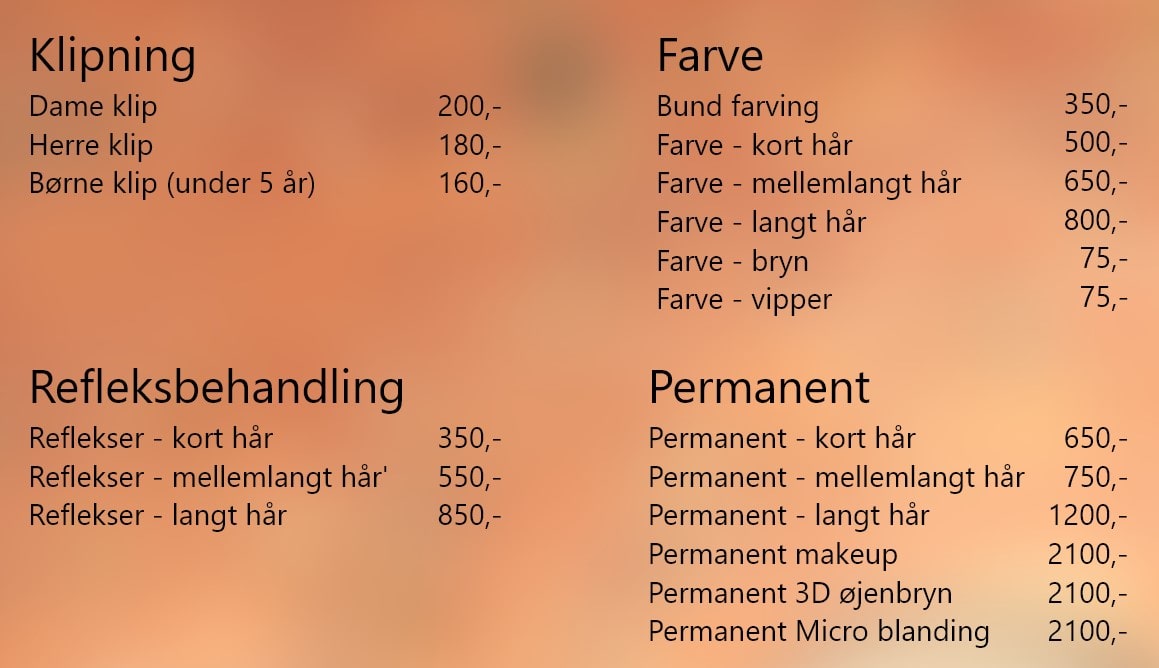 Klipning
Dame klip 200,-
Herre klip 180,-
Børne klip (under 5 år) 160,-
Farve
Bund farving 350,-
Farve - kort hår 500,-
Farve - mellemlangt hår 650,-
Farve - langt hår 800,-
Farve - bryn 75,-
Farve - vipper 75,-
Refleksbehandling
Reflekser - kort hår 350,-
Reflekser - mellemlangt hår' 550,-
Reflekser - langt hår 850,-
Permanent
Permanent - kort hår 650,-
Permanent - mellemlangt hår 750,-
Permanent - langt hår 1200,-
Permanent makeup 2100,-
Permanent 3D øjenbryn 2100,-
Permanent Micro blanding 2100,-